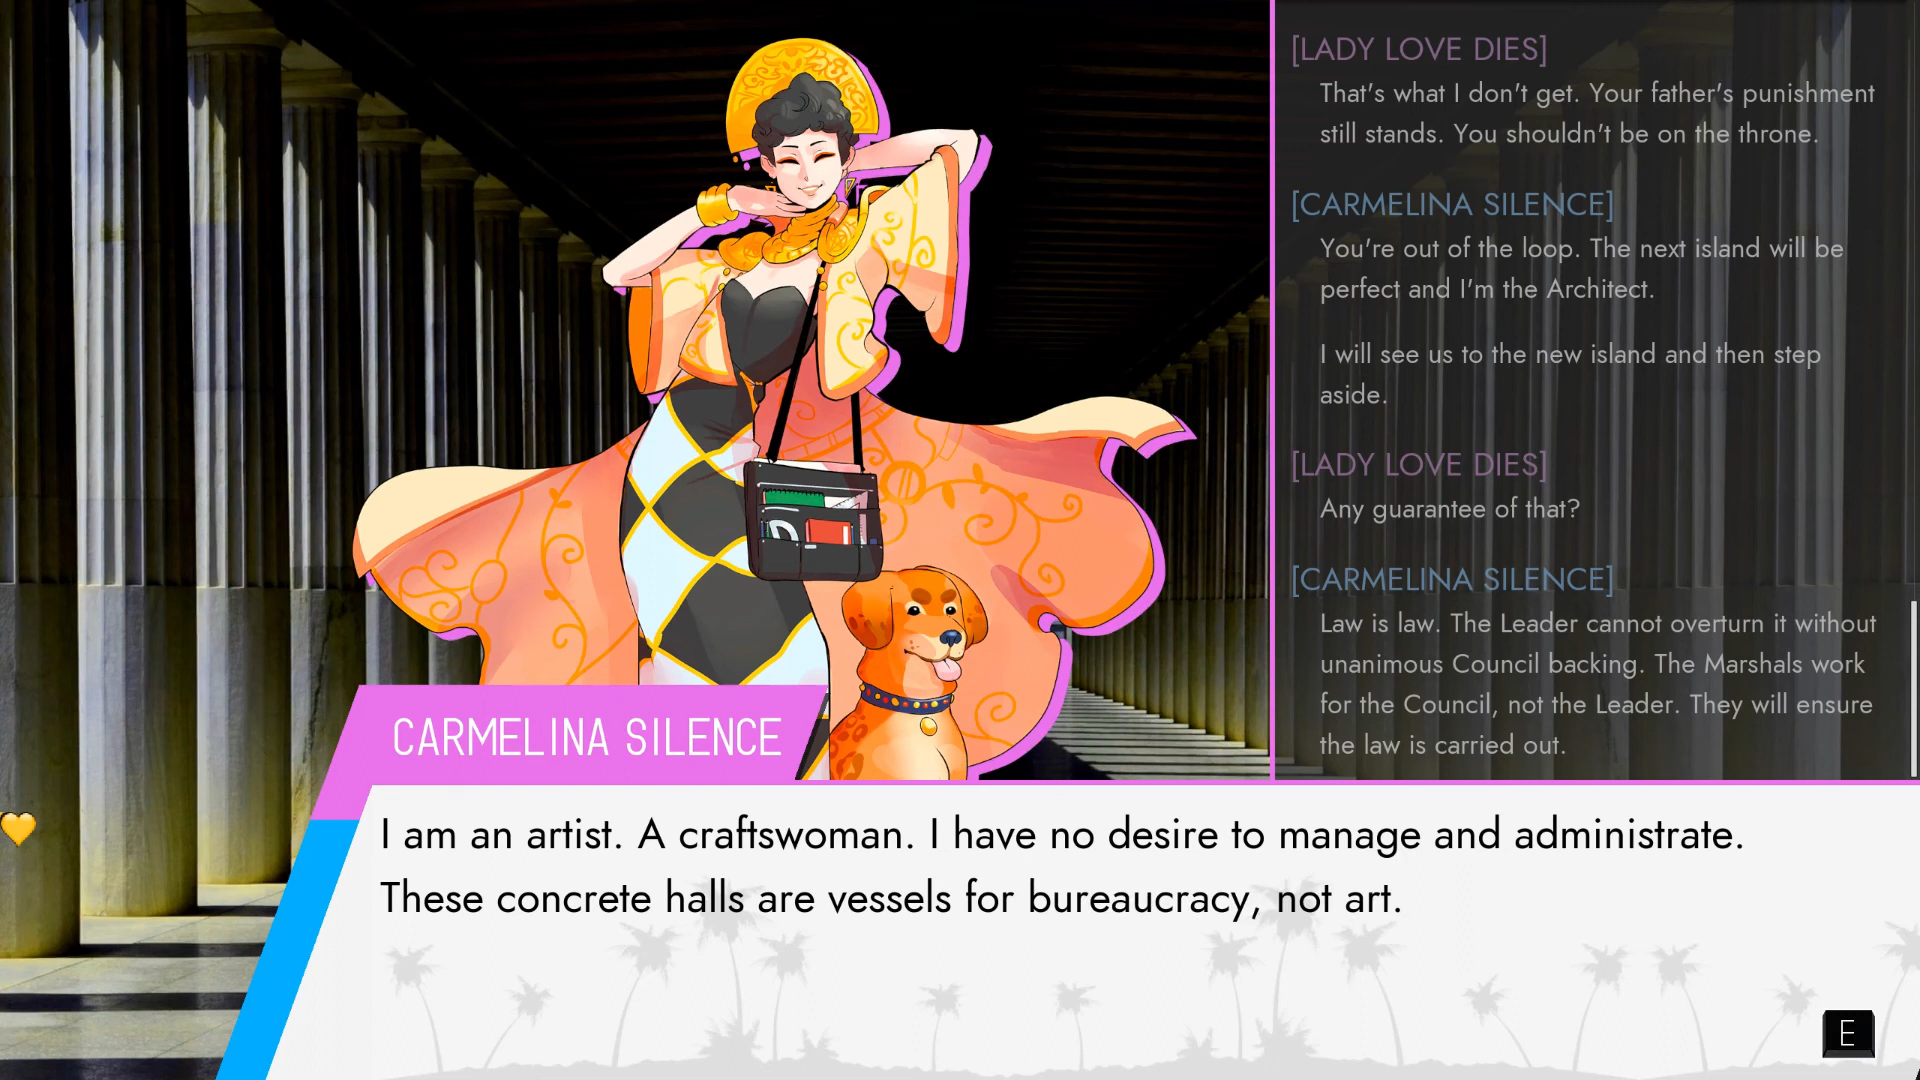 [LADY LOVE DIES]
That's what I don't get. Your father's punishment
still stands. You shouldn't be on the throne.
[CARMELINA SILENCE]
You're out of the loop. The next island will be
perfect and I'm the Architect.
I will see us to the new island and then step
aside.
[LADY LOVE DIES]
Any guarantee of that?
[CARMELINA SILENCE]
Law is law. The Leader cannot overturn it without
unanimous Council backing. The Marshals work
for the Council, not the Leader. They will ensure
the law is carried out.
CARMELINA SILENCE
I am an artist. A craftswoman. I have no desire to manage and administrate.
These concrete halls are vessels for bureaucracy, not art.
E